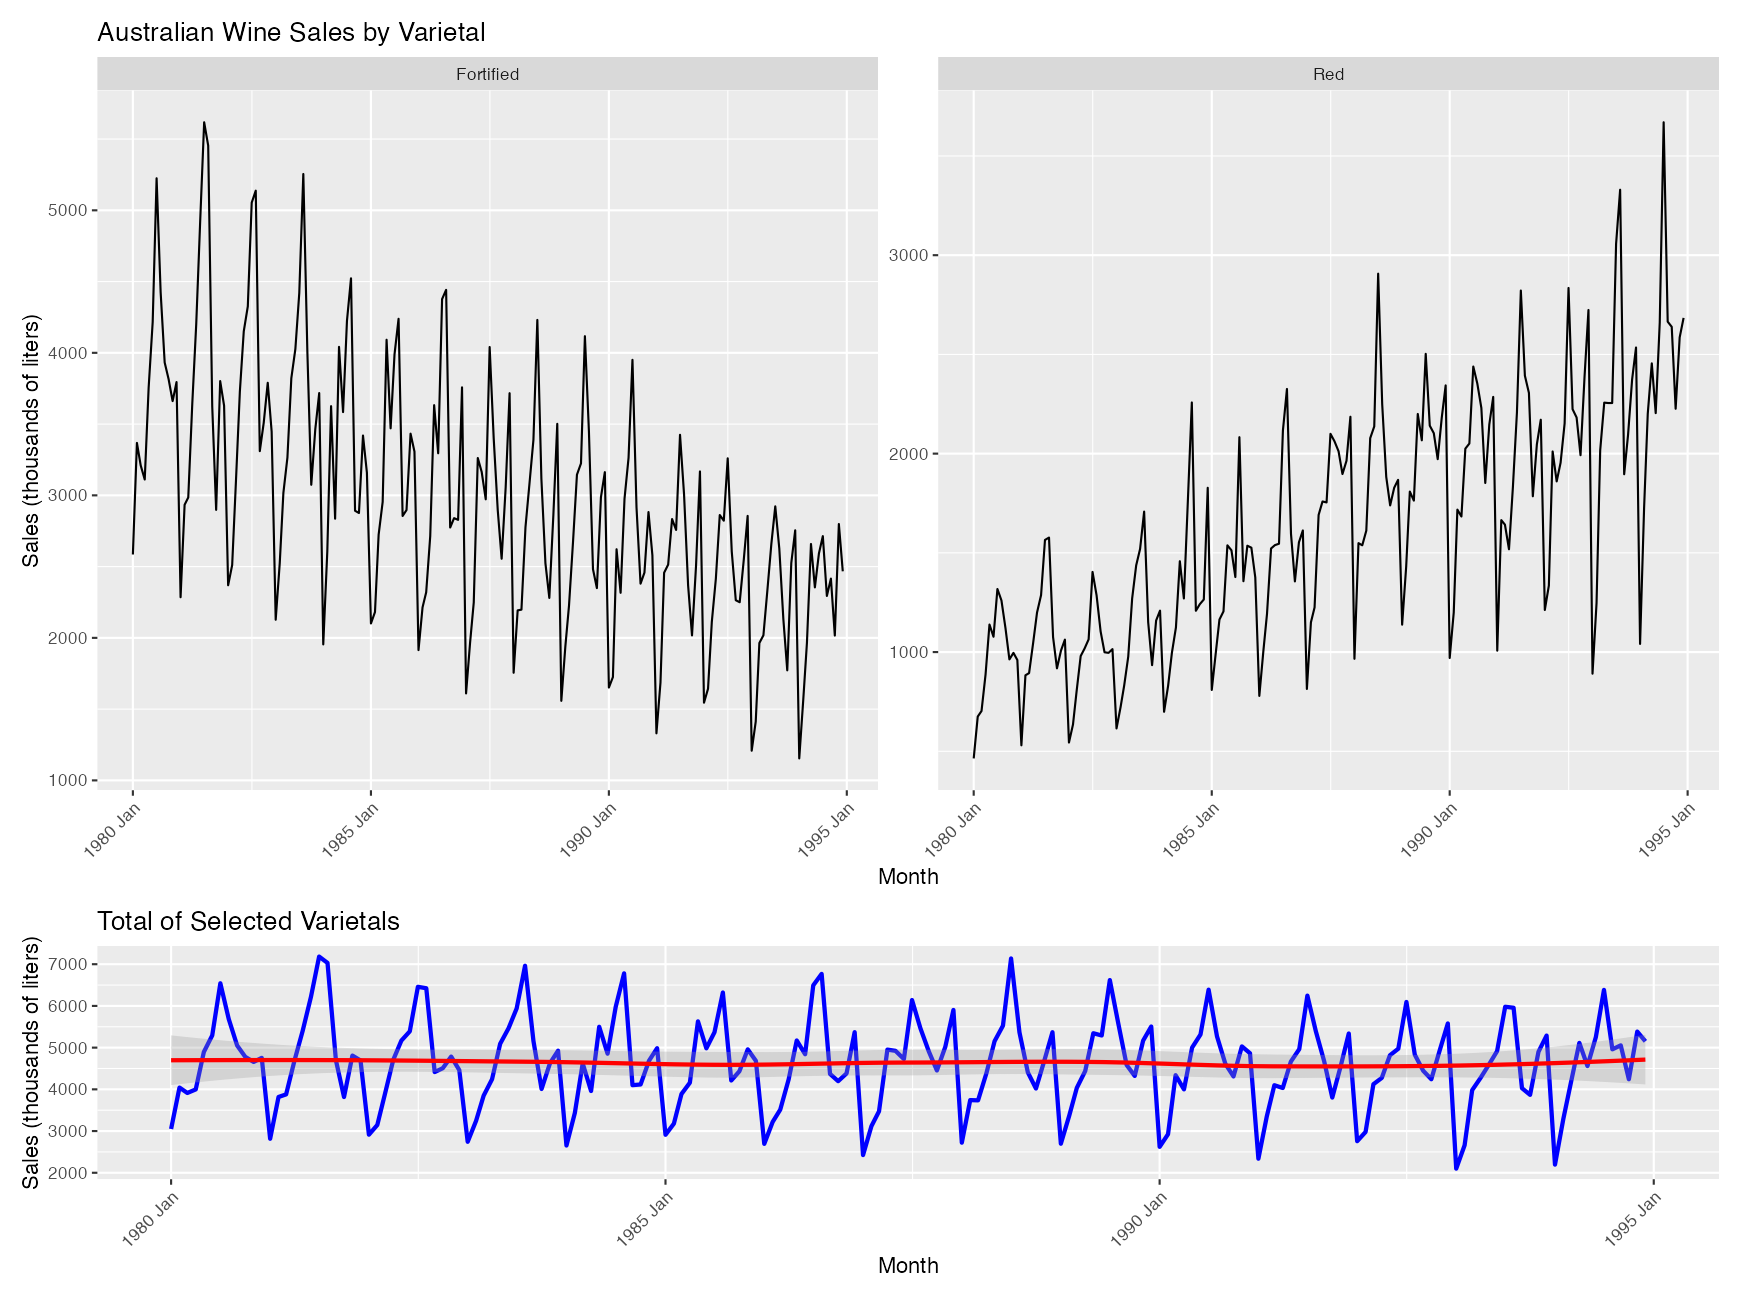 Australian Wine Sales by Varietal
Fortified
Red
Sales (thousands of liters)
5000
4000
3000
2000
1000
3000
2000
1000
1980 Jan
1985 Jan
1990 Jan
1995 Jan
1980 Jan
1985 Jan
1990 Jan
1995 Jan
Month
Total of Selected Varietals
Sales (thousands of liters)
7000
6000
5000
4000
3000
2000
1980 Jan
1985 Jan
1990 Jan
1995 Jan
Month